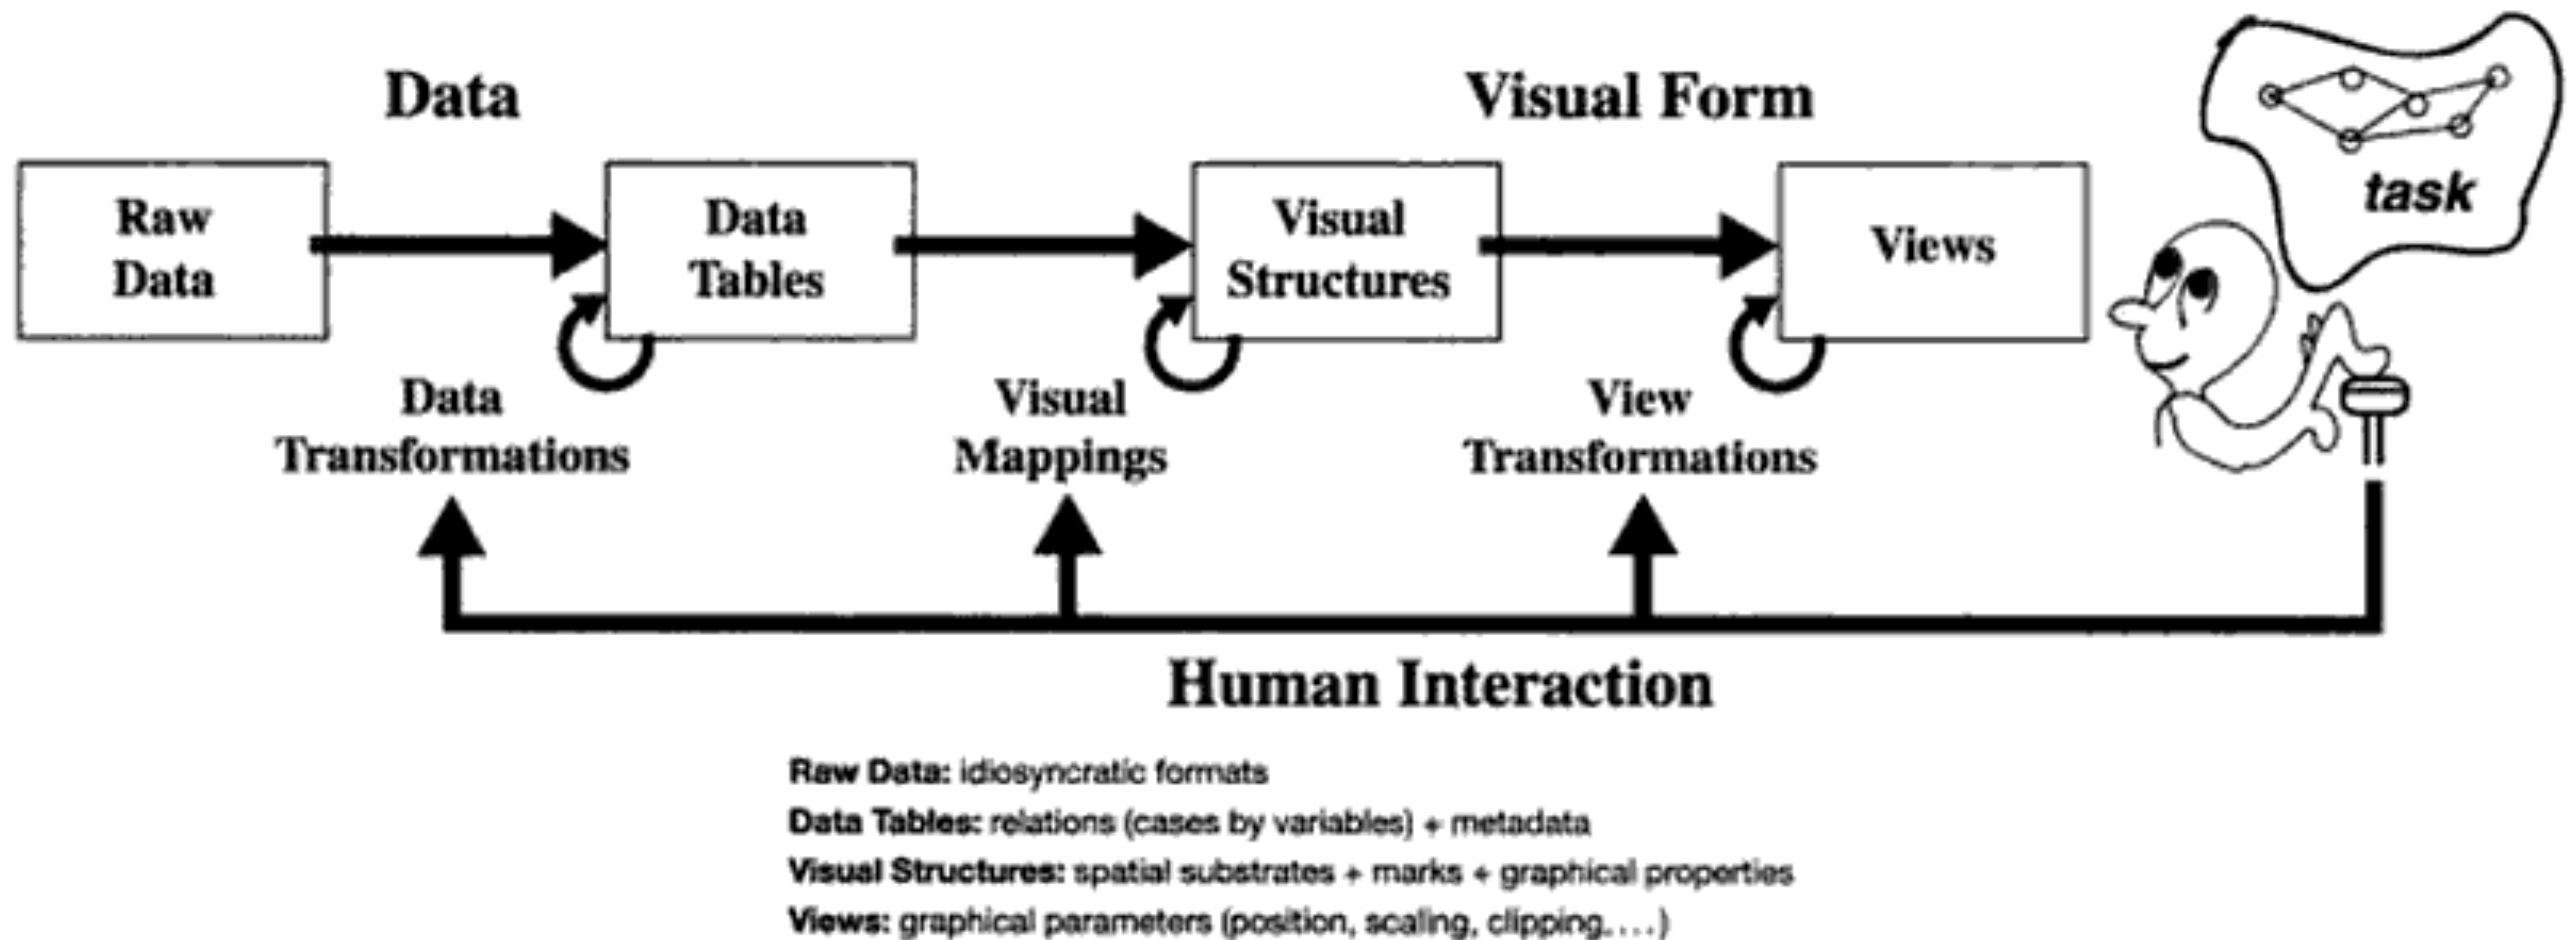 Data
Visual Form
Raw
Data
Data
Tables
Visual
Structures
Views
task
Data
Transformations
Visual
Mappings
View
Transformations
Human Interaction
Raw Data: idiosyncratic formats
Data Tables: relations (cases by variables) + metadata
Visual Structures: spatial substrates + marks + graphical properties
Views: graphical parameters (position, scaling, clipping, . . . )